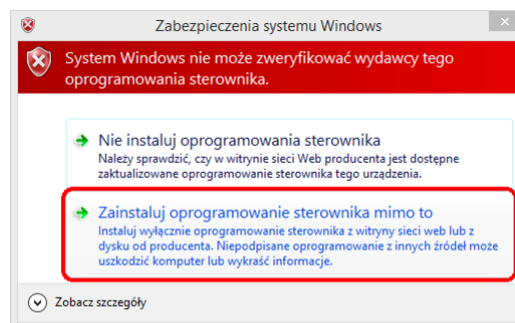 Zabezpieczenia systemu Windows
System Windows nie może zweryfikować wydawcy tego
oprogramowania sterownika.
Nie instaluj oprogramowania sterownika
Należy sprawdzić, czy w witrynie sieci Web producenta jest dostępne
zaktualizowane oprogramowanie sterownika tego urządzenia.
Zainstaluj oprogramowanie sterownika mimo to
Instaluj wyłącznie oprogramowanie sterownika z witryny sieci web lub z
dysku od producenta. Niepodpisane oprogramowanie z innych źródeł może
uszkodzić komputer lub wykraść informacje.
Zobacz szczegóły